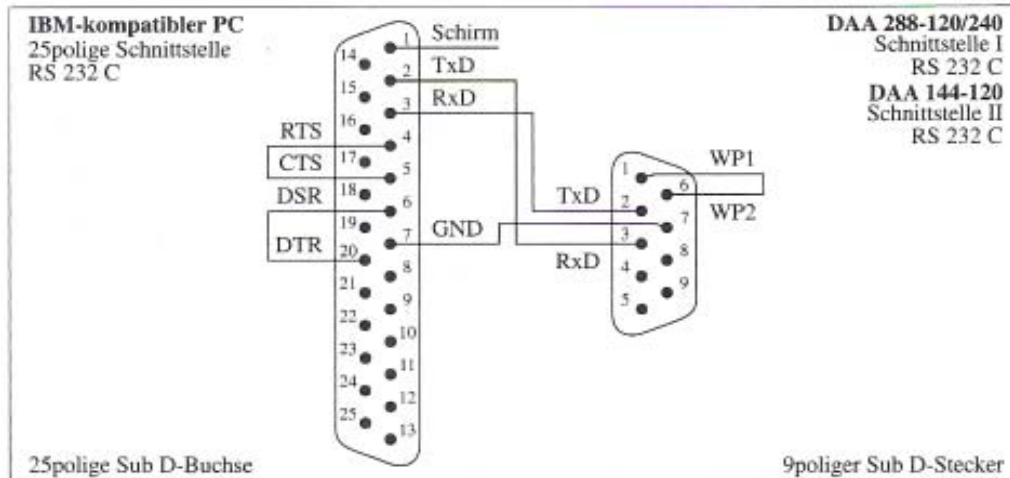 IBM-kompatibler PC
25polige Schnittstelle
RS 232 C
DAA 288-120/240
Schnittstelle I
RS 232 C
DAA 144-120
Schnittstelle II
RS 232 C
Schirm
TxD
RxD
RTS
CTS
DSR
DTR
GND
1
2
3
4
5
6
7
8
9
10
11
12
13
14
15
16
17
18
19
20
21
22
23
24
25
TxD
RxD
WP1
WP2
1
2
3
4
5
6
7
8
9
25polige Sub D-Buchse
9poliger Sub D-Stecker